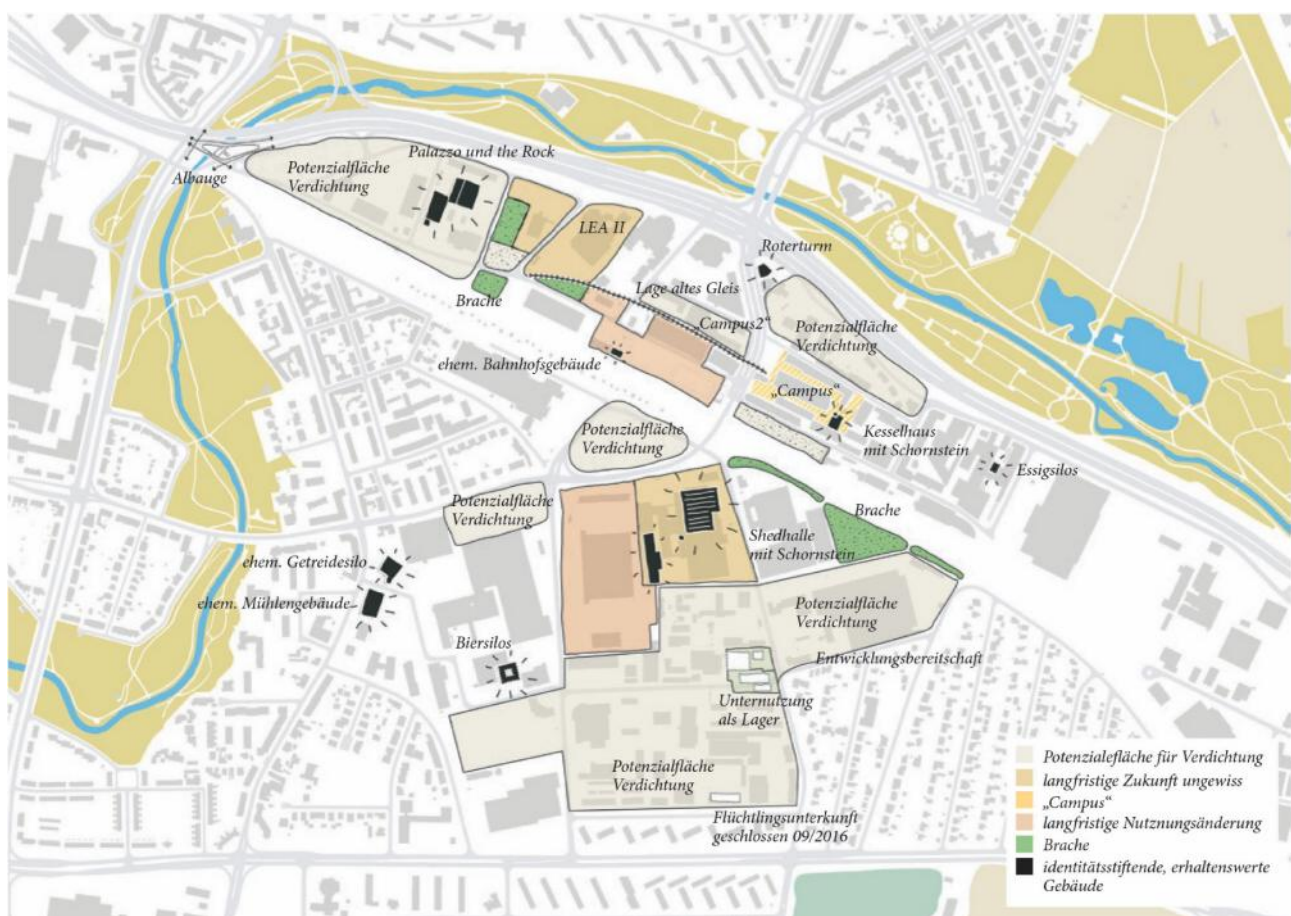 Palazzo und the Rock
Potenzialfläche
Verdichtung
Albauge
LEA II
Roterturm
Brache
Lage altes Gleis
„Campus2“
Potenzialfläche
Verdichtung
ehem. Bahnhofsgebäude
„Campus“
Kesselhaus
mit Schornstein
Potenzialfläche
Verdichtung
Essigsilos
Potenzialfläche
Verdichtung
Brache
Shedhalle
mit Schornstein
ehem. Getreidesilo
ehem. Mühlengebäude
Potenzialfläche
Verdichtung
Biersilos
Entwicklungsbereitschaft
Unternutzung
als Lager
Potenzialfläche
Verdichtung
Flüchtlingsunterkunft
geschlossen 09/2016
Potenzialefläche für Verdichtung
langfristige Zukunft ungewiss
„Campus“
langfristige Nutznungsänderung
Brache
identitätsstiftende, erhaltenswerte
Gebäude